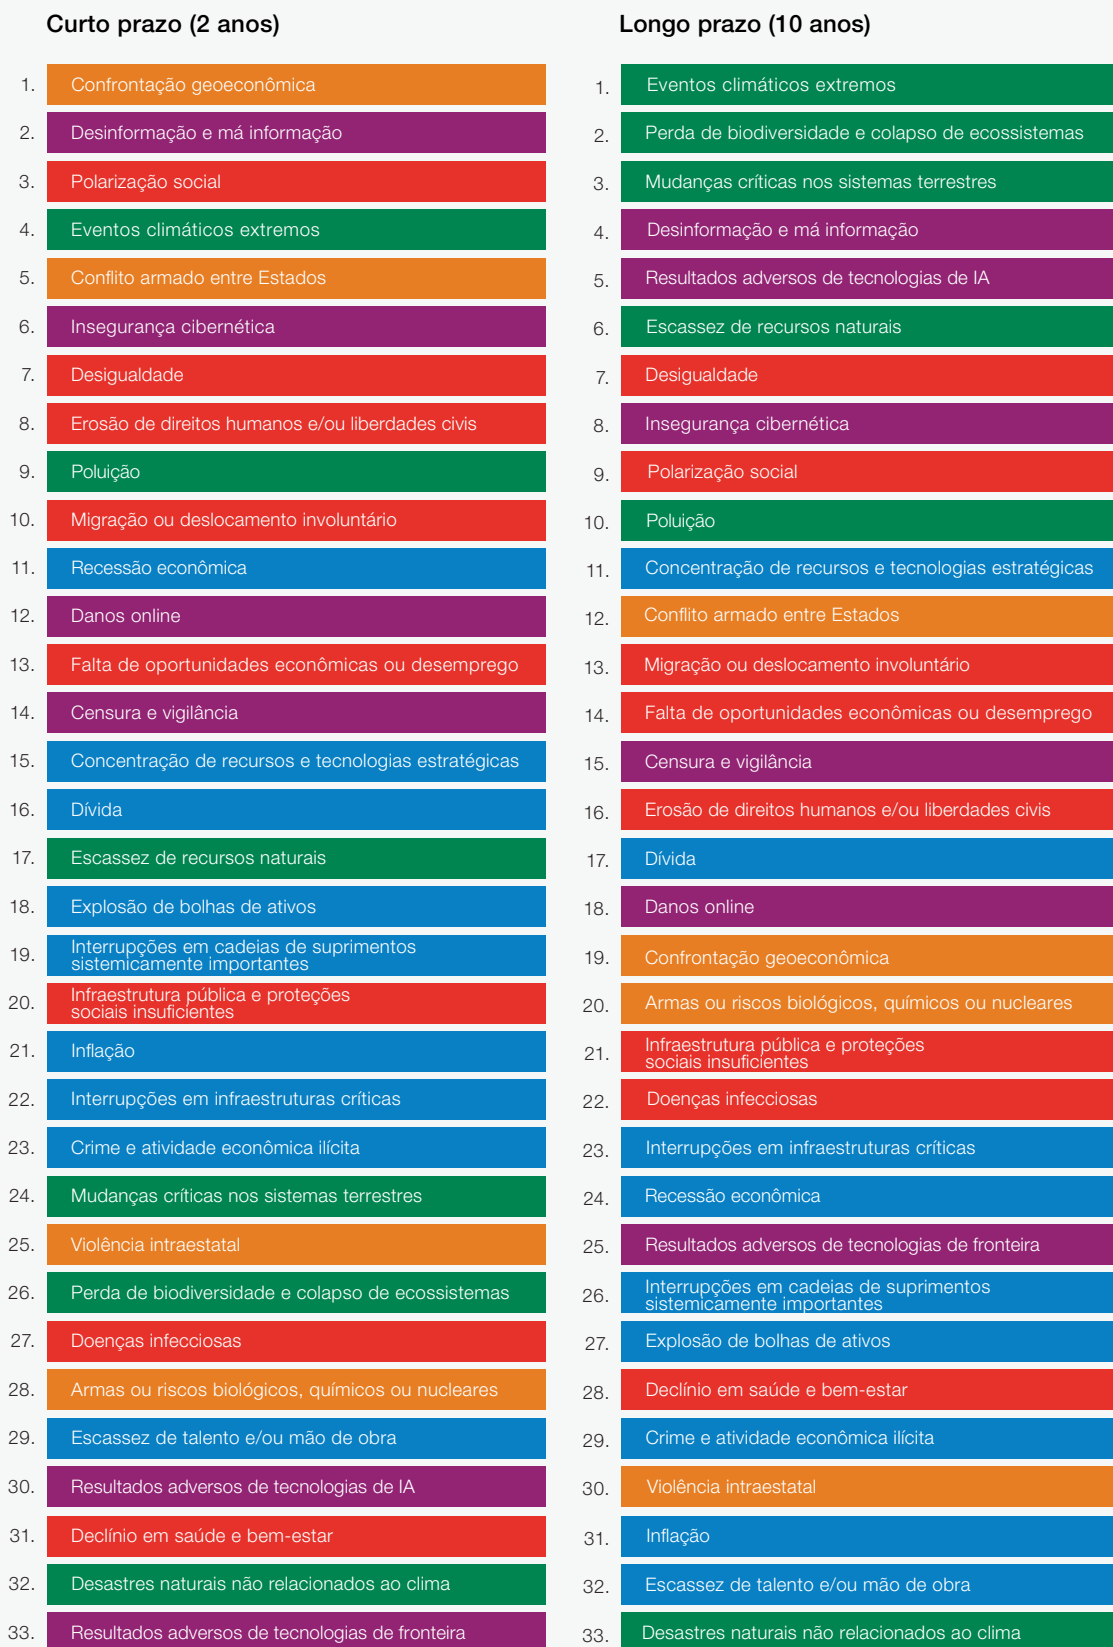 Curto prazo (2 anos)
1. Confrontação geoeconômica
2. Desinformação e má informação
3. Polarização social
4. Eventos climáticos extremos
5. Conflito armado entre Estados
6. Insegurança cibernética
7. Desigualdade
8. Erosão de direitos humanos e/ou liberdades civis
9. Poluição
10. Migração ou deslocamento involuntário
11. Recessão econômica
12. Danos online
13. Falta de oportunidades econômicas ou desemprego
14. Censura e vigilância
15. Concentração de recursos e tecnologias estratégicas
16. Dívida
17. Escassez de recursos naturais
18. Explosão de bolhas de ativos
19. Interrupções em cadeias de suprimentos
sistemicamente importantes
20. Infraestrutura pública e proteções
sociais insuficientes
21. Inflação
22. Interrupções em infraestruturas críticas
23. Crime e atividade econômica ilícita
24. Mudanças críticas nos sistemas terrestres
25. Violência intraestatal
26. Perda de biodiversidade e colapso de ecossistemas
27. Doenças infecciosas
28. Armas ou riscos biológicos, químicos ou nucleares
29. Escassez de talento e/ou mão de obra
30. Resultados adversos de tecnologias de IA
31. Declínio em saúde e bem-estar
32. Desastres naturais não relacionados ao clima
33. Resultados adversos de tecnologias de fronteira
Longo prazo (10 anos)
1. Eventos climáticos extremos
2. Perda de biodiversidade e colapso de ecossistemas
3. Mudanças críticas nos sistemas terrestres
4. Desinformação e má informação
5. Resultados adversos de tecnologias de IA
6. Escassez de recursos naturais
7. Desigualdade
8. Insegurança cibernética
9. Polarização social
10. Poluição
11. Concentração de recursos e tecnologias estratégicas
12. Conflito armado entre Estados
13. Migração ou deslocamento involuntário
14. Falta de oportunidades econômicas ou desemprego
15. Censura e vigilância
16. Erosão de direitos humanos e/ou liberdades civis
17. Dívida
18. Danos online
19. Confrontação geoeconômica
20. Armas ou riscos biológicos, químicos ou nucleares
21. Infraestrutura pública e proteções
sociais insuficientes
22. Doenças infecciosas
23. Interrupções em infraestruturas críticas
24. Recessão econômica
25. Resultados adversos de tecnologias de fronteira
26. Interrupções em cadeias de suprimentos
sistemicamente importantes
27. Explosão de bolhas de ativos
28. Declínio em saúde e bem-estar
29. Crime e atividade econômica ilícita
30. Violência intraestatal
31. Inflação
32. Escassez de talento e/ou mão de obra
33. Desastres naturais não relacionados ao clima